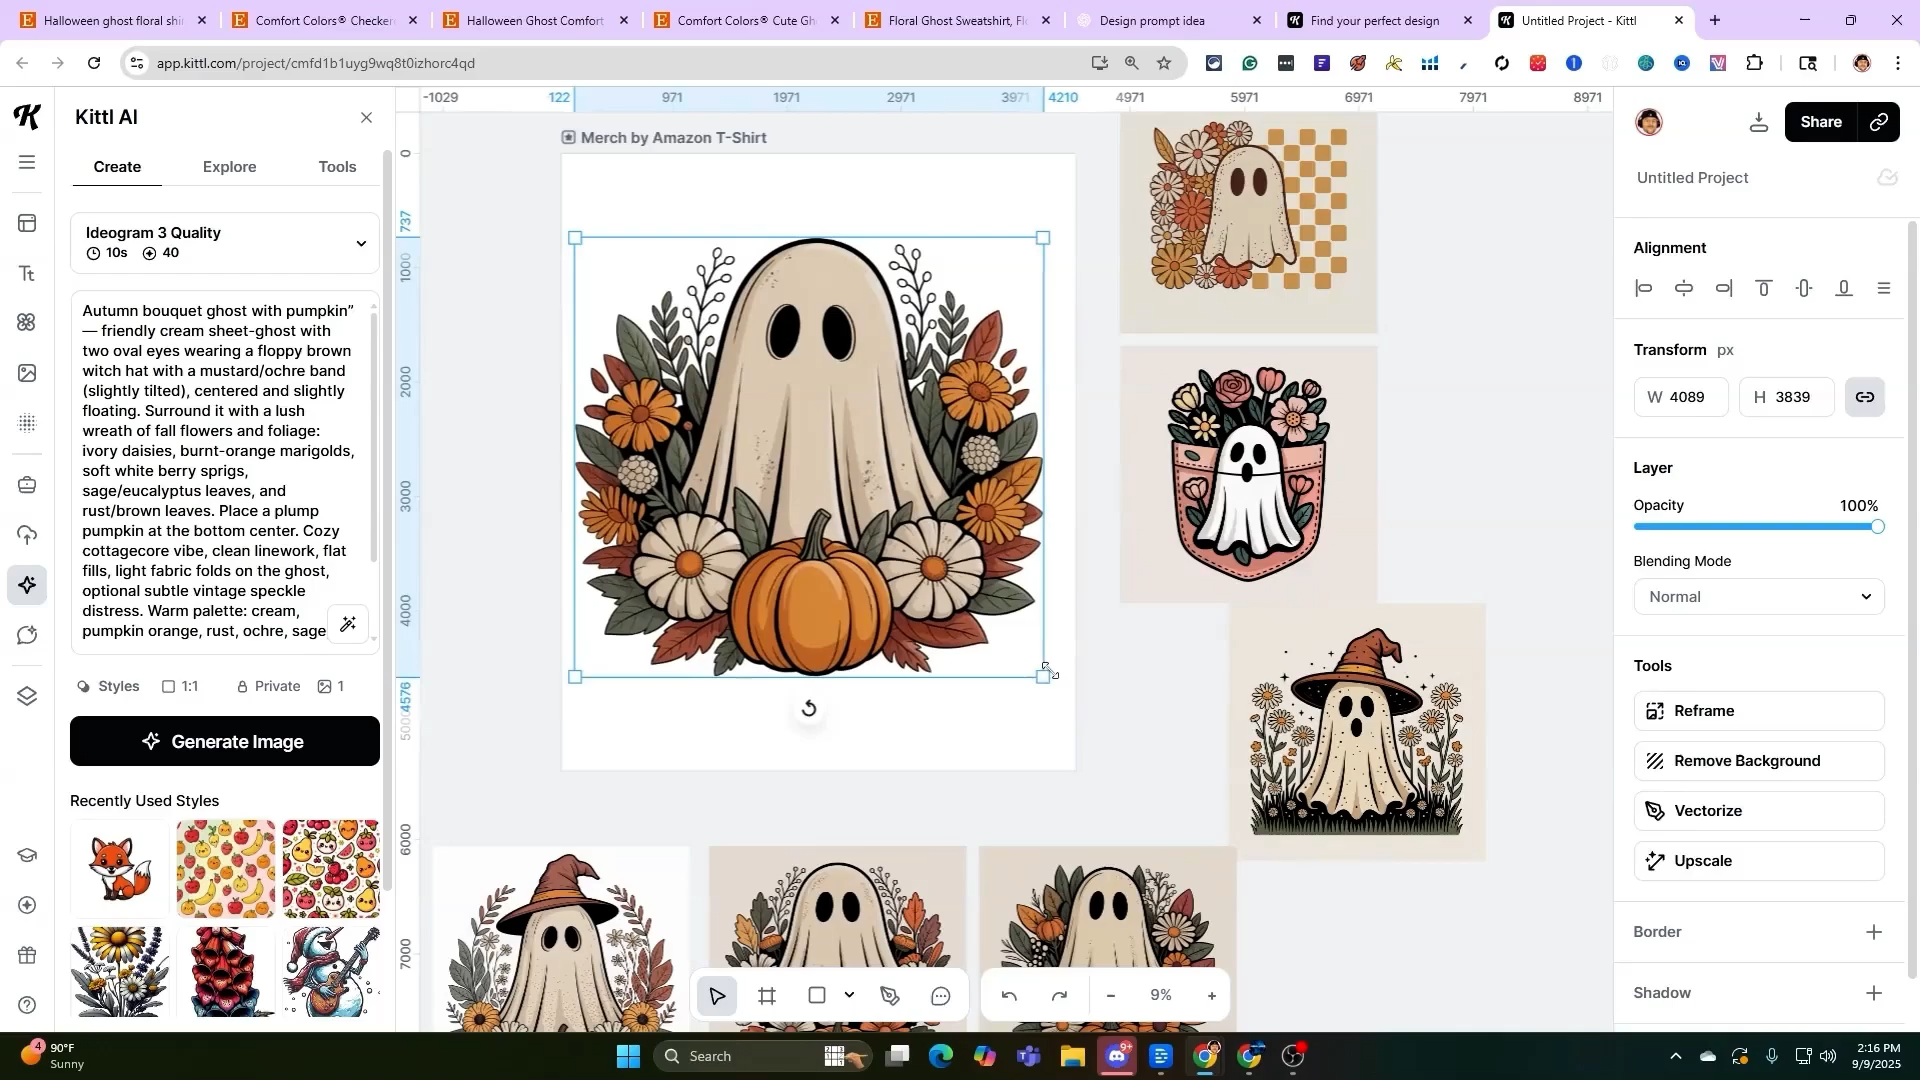 Halloween ghost floral shi
Comfort Colors® Checker
Halloween Ghost Comfort
Comfort Colors® Cute Gh
Floral Ghost Sweatshirt, Fl
Design prompt idea
Find your perfect design
Untitled Project - Kittl
app.kittl.com/project/cmfd1b1uyg9wq8t0izhorc4qd
Kittl AI
Create
Explore
Tools
Ideogram 3 Quality
10s
40
Autumn bouquet ghost with pumpkin”
— friendly cream sheet-ghost with
two oval eyes wearing a floppy brown
witch hat with a mustard/ochre band
(slightly tilted), centered and slightly
floating. Surround it with a lush
wreath of fall flowers and foliage:
ivory daisies, burnt-orange marigolds,
soft white berry sprigs,
sage/eucalyptus leaves, and
rust/brown leaves. Place a plump
pumpkin at the bottom center. Cozy
cottagecore vibe, clean linework, flat
fills, light fabric folds on the ghost,
optional subtle vintage speckle
distress. Warm palette: cream,
pumpkin orange, rust, ochre, sage
Styles
1:1
Private
1
Generate Image
Recently Used Styles
-1029
122
971
1971
2971
3971
4210
4971
5971
6971
7971
8971
0
737
1000
2000
3000
4000
4576
5000
6000
7000
Merch by Amazon T-Shirt
9%
Share
Untitled Project
Alignment
Transform px
W 4089
H 3839
Layer
Opacity
100%
Blending Mode
Normal
Tools
Reframe
Remove Background
Vectorize
Upscale
Border
Shadow
4
90°F
Sunny
Search
9+
2:16 PM
9/9/2025